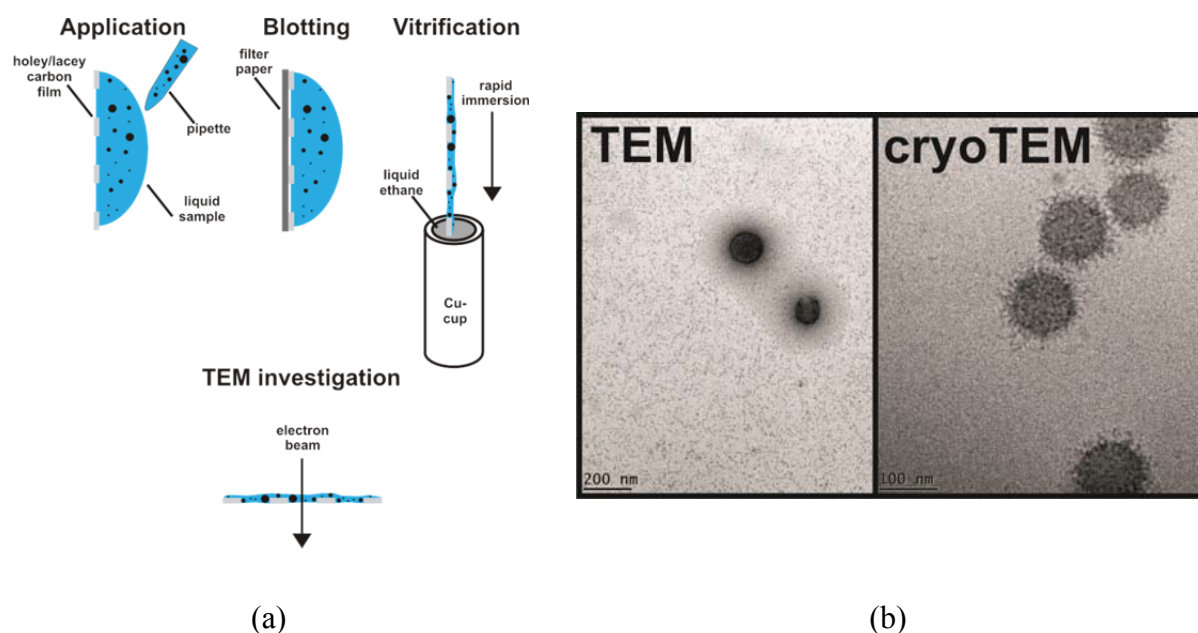 Application
Blotting
Vitrification
holey/lacey
carbon
film
pipette
liquid
sample
filter
paper
rapid
immersion
liquid
ethane
Cu-
cup
TEM investigation
electron
beam
TEM
cryoTEM
200 nm
100 nm
(a)
(b)